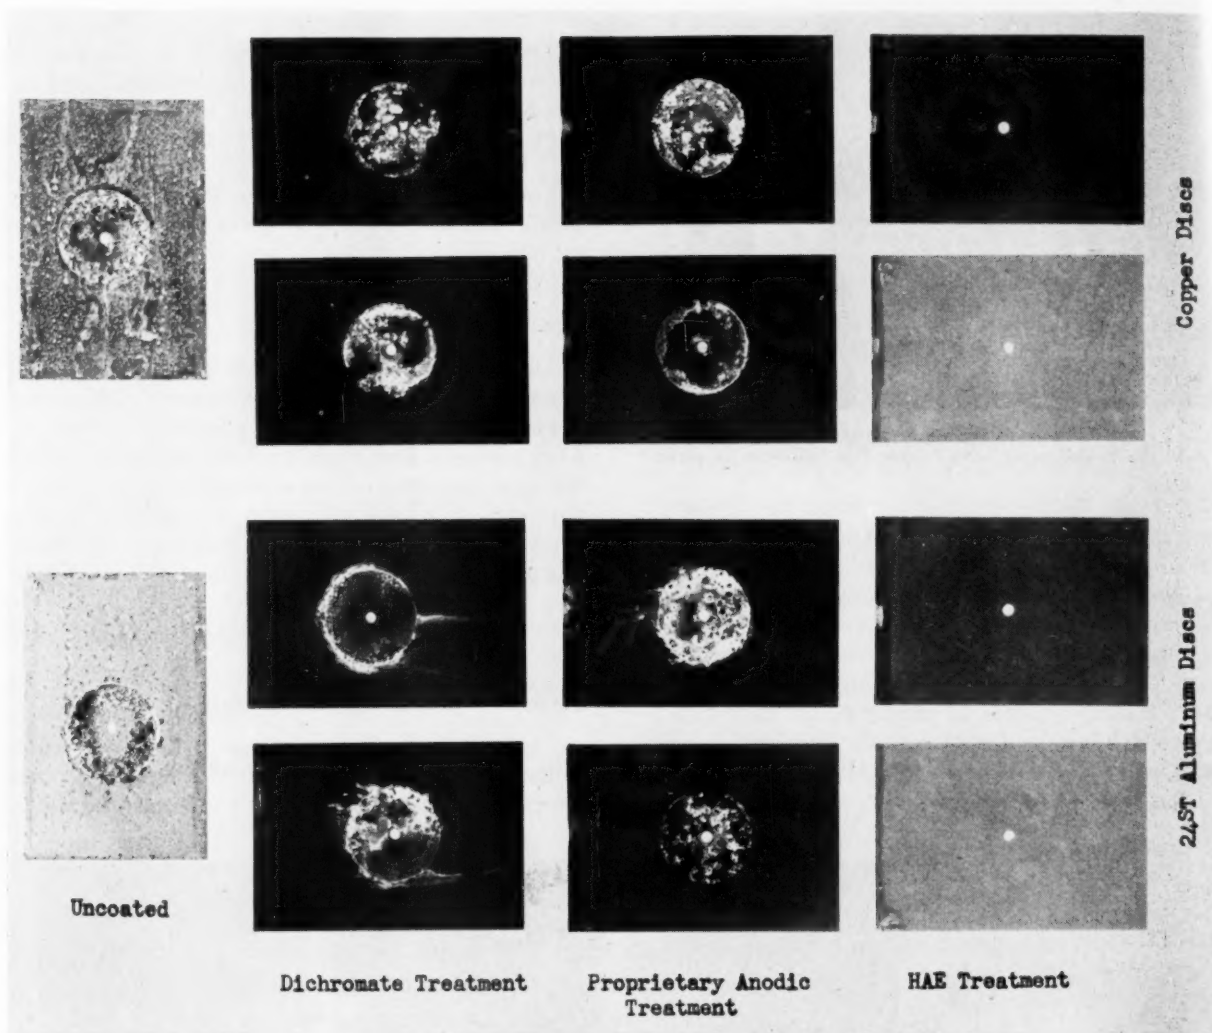 Copper Discs
24ST Aluminum Discs
Uncoated
Dichromate Treatment
Proprietary Anodic
Treatment
HAE Treatment